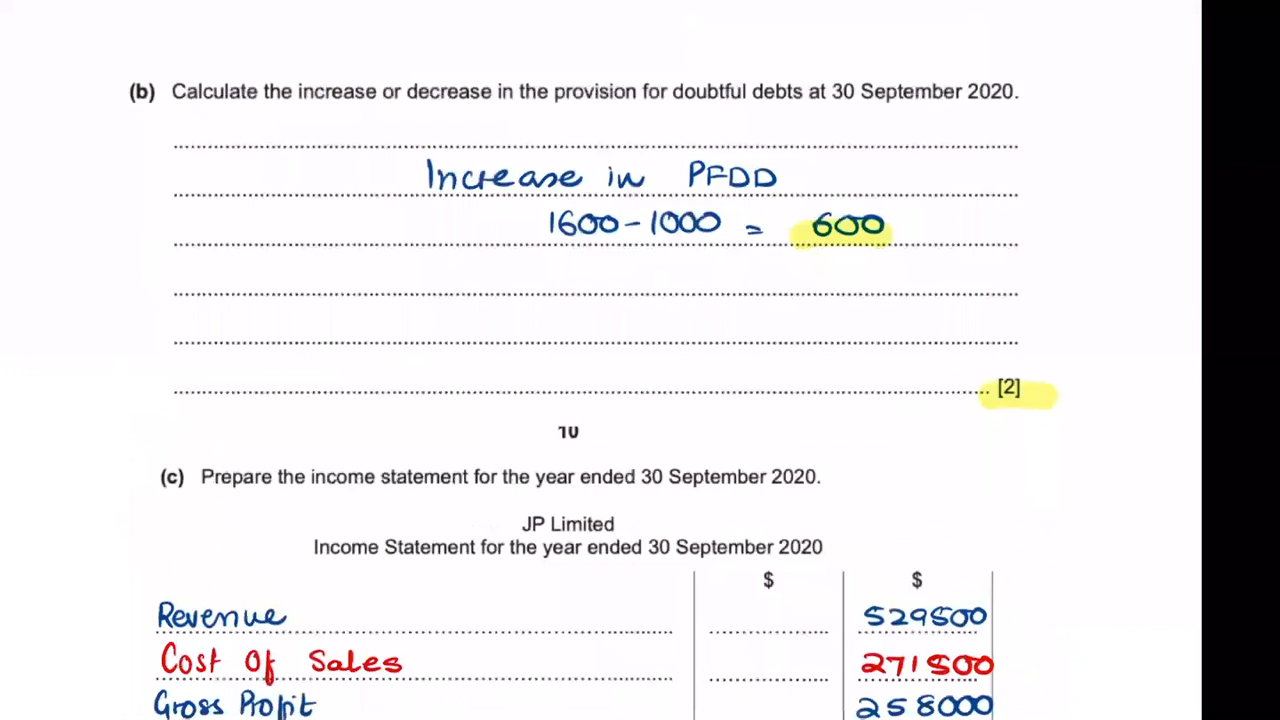 (b) Calculate the increase or decrease in the provision for doubtful debts at 30 September 2020.
Increase in PFDD
1600 - 1000 = 600
[2]
10
(c) Prepare the income statement for the year ended 30 September 2020.
JP Limited
Income Statement for the year ended 30 September 2020
$ $
Revenue 529500
Cost Of Sales 271500
Gross Profit 258000